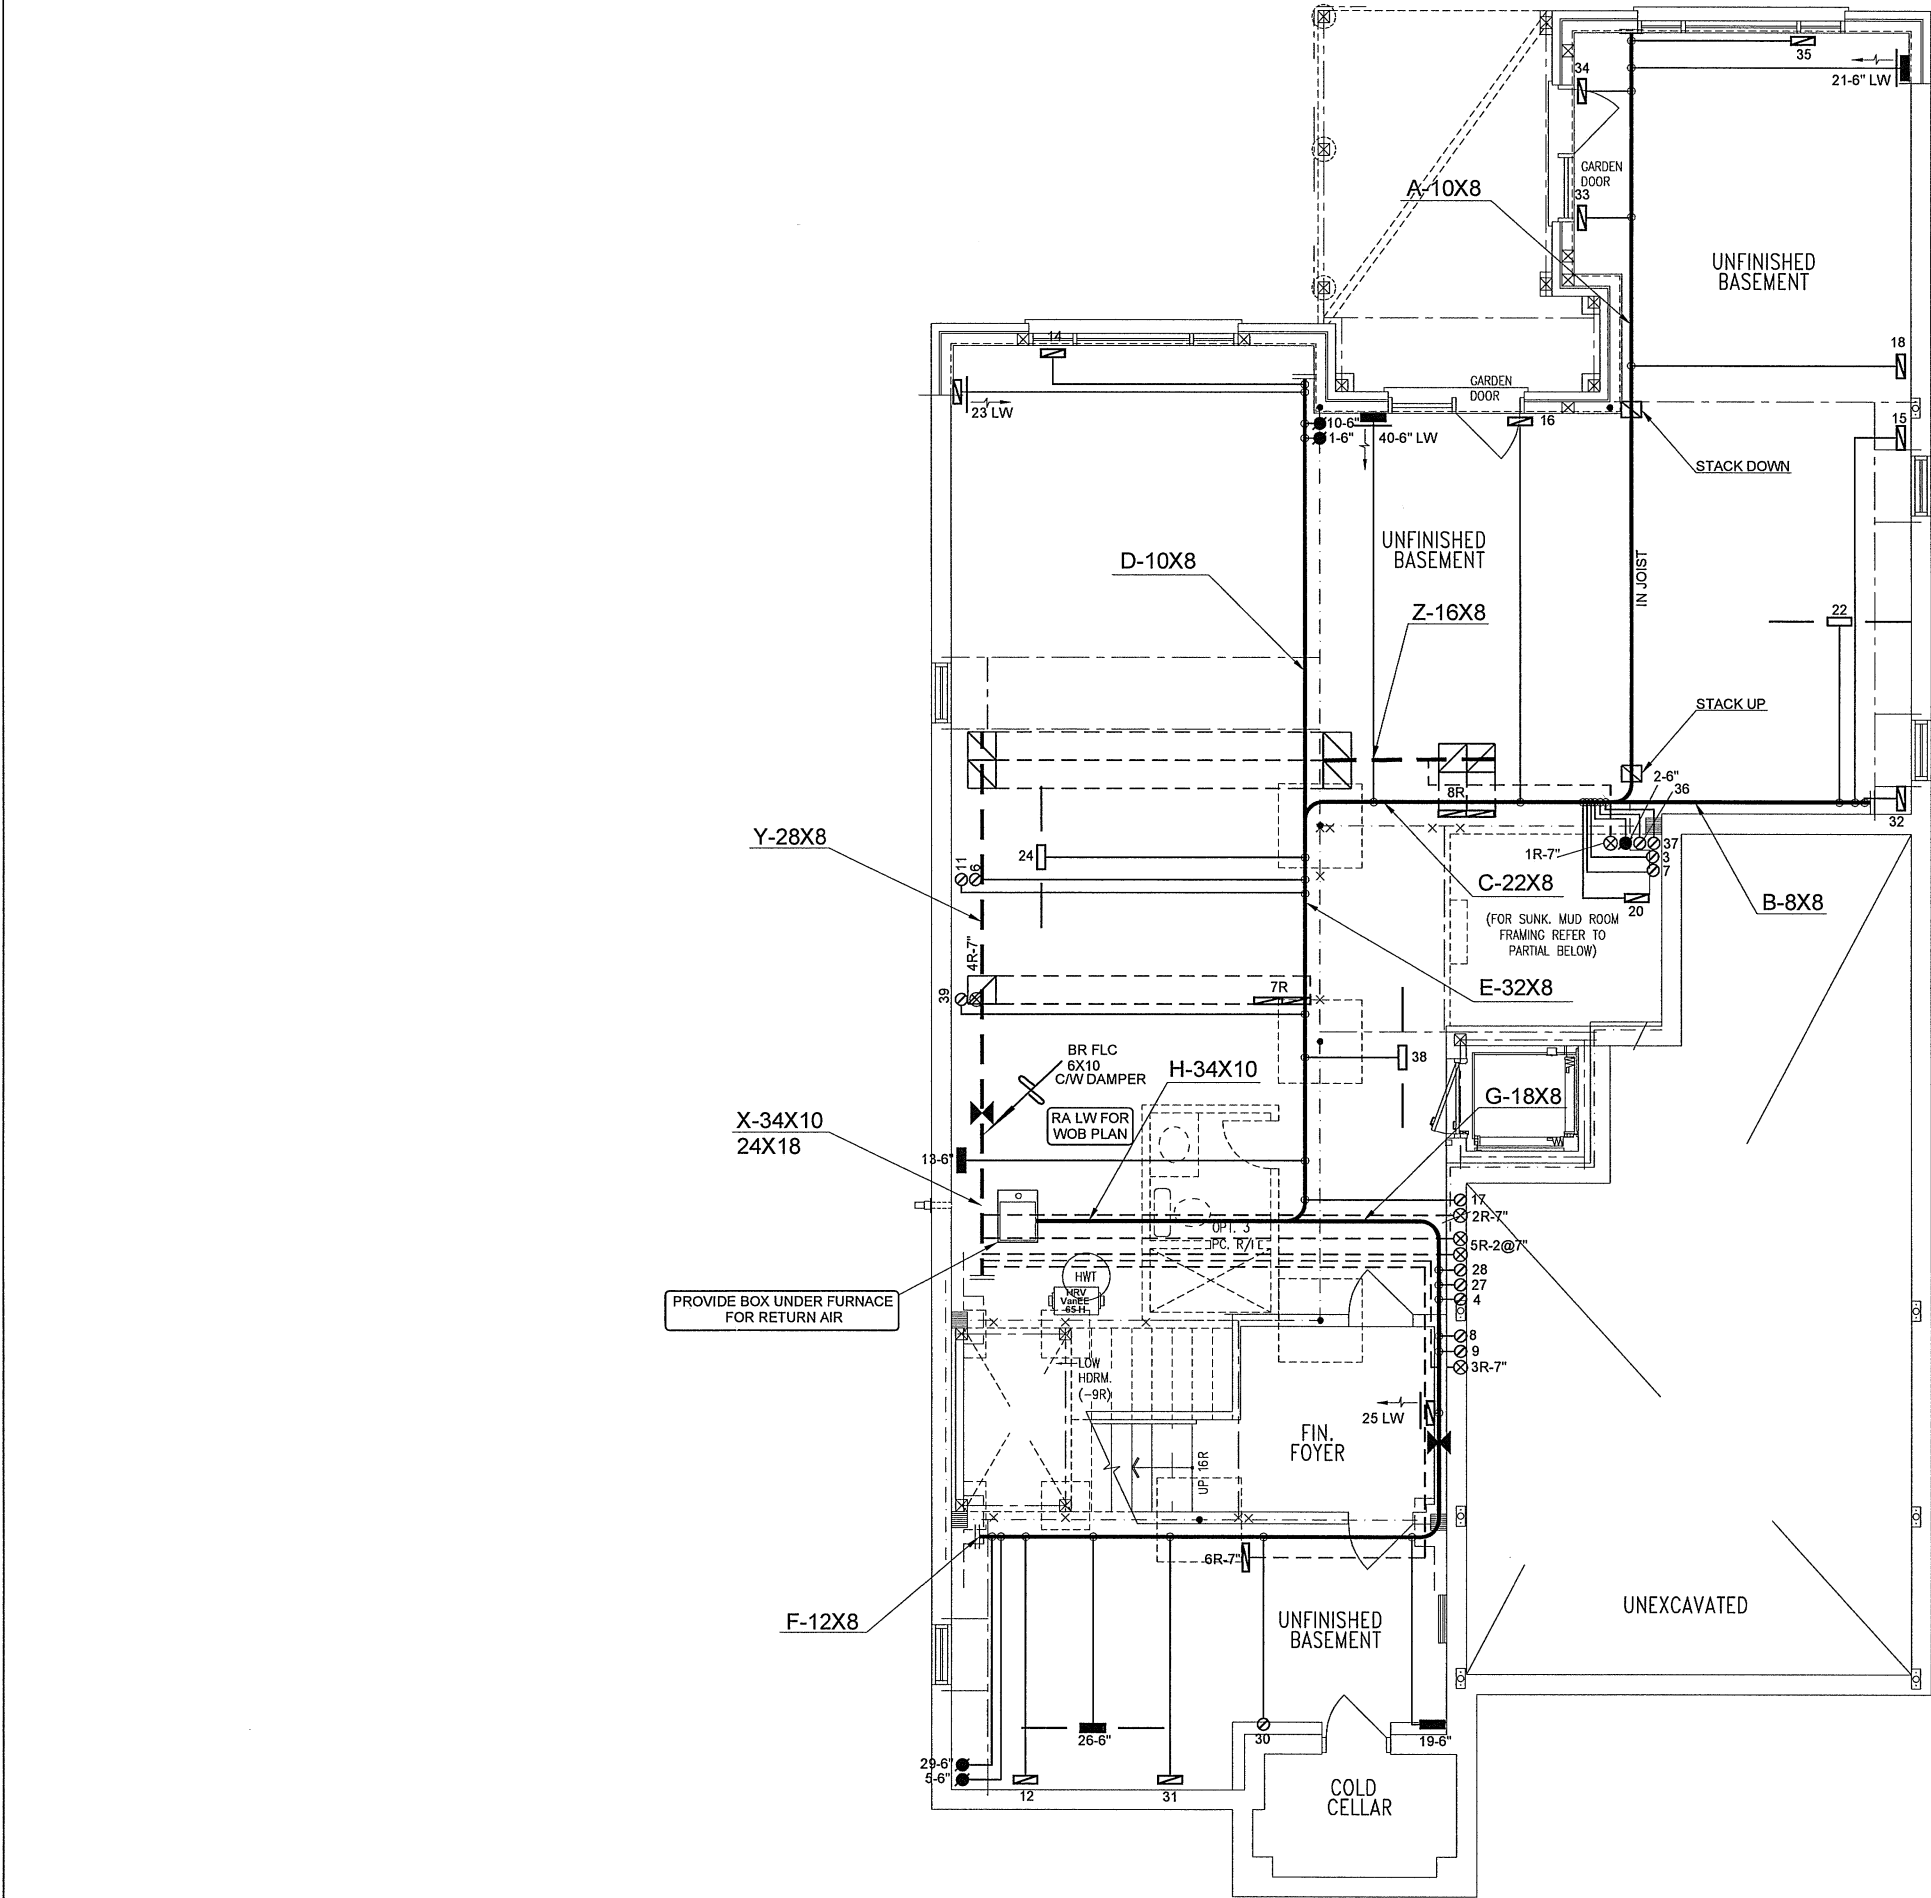 35
34
21-6" LW
GARDEN
DOOR
33
A-10X8
UNFINISHED
BASEMENT
14
18
GARDEN
DOOR
23 LW
10-6"
1-6"
40-6" LW
16
15
STACK DOWN
UNFINISHED
BASEMENT
D-10X8
IN JOIST
Z-16X8
22
STACK UP
2-6"
36
8R
32
Y-28X8
24
11
6
1R-7"
37
3
7
C-22X8
B-8X8
20
(FOR SUNK. MUD ROOM
FRAMING REFER TO
PARTIAL BELOW)
4R-7"
39
7R
E-32X8
BR FLC
6X10
C/W DAMPER
38
H-34X10
G-18X8
X-34X10
24X18
RA LW FOR
WOB PLAN
13-6"
17
2R-7"
OPT. 3
PC. R/I
5R-2@7"
HWT
HRV
VanEE
65 H
28
27
4
PROVIDE BOX UNDER FURNACE
FOR RETURN AIR
8
9
3R-7"
LOW
HDRM.
(-9R)
25 LW
FIN.
FOYER
UP 16R
6R-7"
F-12X8
UNFINISHED
BASEMENT
UNEXCAVATED
26-6"
30
19-6"
29-6"
5-6"
12
31
COLD
CELLAR